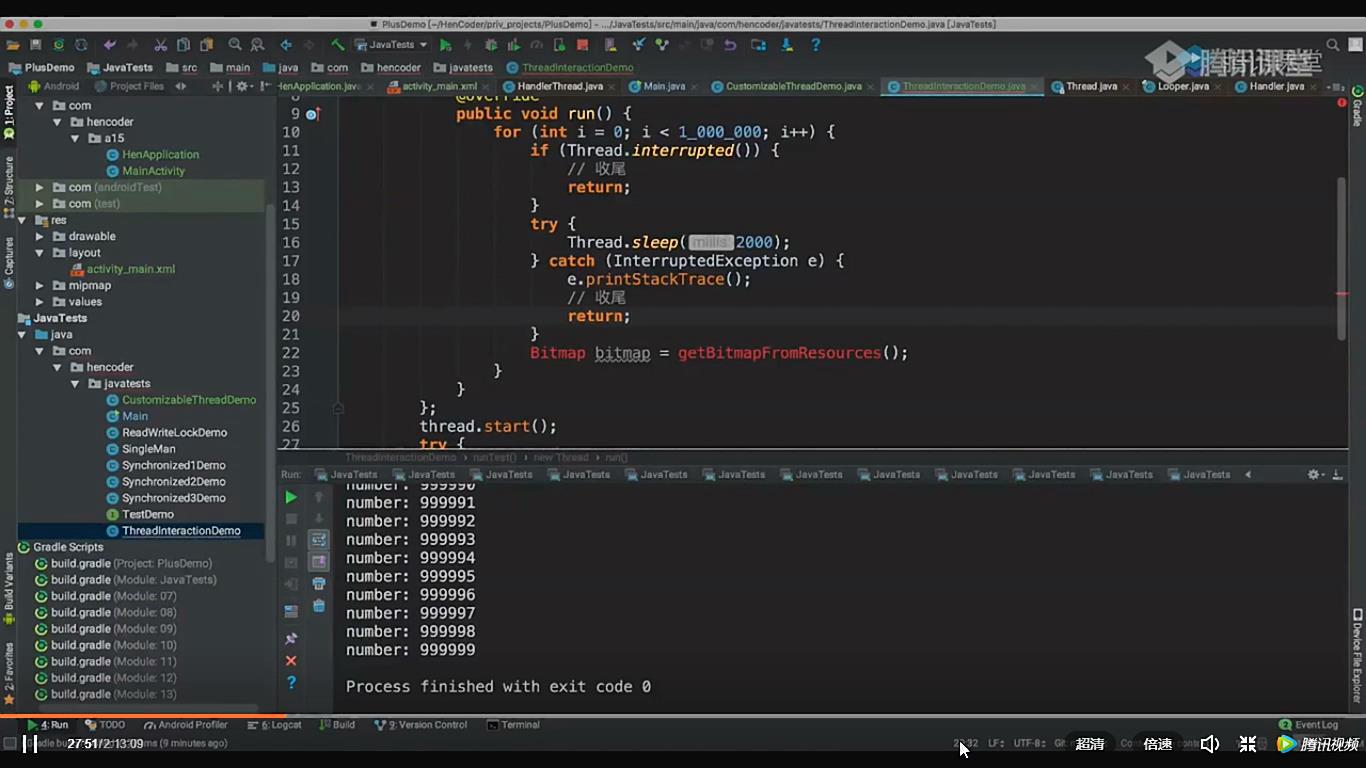 PlusDemo [~/HenCoder/priv_projects/PlusDemo] - .../JavaTests/src/main/java/com/hencoder/javatests/ThreadInteractionDemo.java [JavaTests]
JavaTests
PlusDemo JavaTests src main java com hencoder javatests ThreadInteractionDemo
腾讯课堂
Android Project Files
HenApplication.java activity_main.xml HandlerThread.java Main.java CustomizableThreadDemo.java ThreadInteractionDemo.java Thread.java Looper.java Handler.java
1: Project
7: Structure
Captures
Build Variants
2: Favorites
Gradle
Device File Explorer
com
hencoder
a15
HenApplication
MainActivity
com (androidTest)
com (test)
res
drawable
layout
activity_main.xml
mipmap
values
JavaTests
java
com
hencoder
javatests
CustomizableThreadDemo
Main
ReadWriteLockDemo
SingleMan
Synchronized1Demo
Synchronized2Demo
Synchronized3Demo
TestDemo
ThreadInteractionDemo
Gradle Scripts
build.gradle (Project: PlusDemo)
build.gradle (Module: JavaTests)
build.gradle (Module: 07)
build.gradle (Module: 08)
build.gradle (Module: 09)
build.gradle (Module: 10)
build.gradle (Module: 11)
build.gradle (Module: 12)
build.gradle (Module: 13)
8 @Override
9 public void run() {
10 for (int i = 0; i < 1_000_000; i++) {
11 if (Thread.interrupted()) {
12 // 收尾
13 return;
14 }
15 try {
16 Thread.sleep( millis: 2000);
17 } catch (InterruptedException e) {
18 e.printStackTrace();
19 // 收尾
20 return;
21 }
22 Bitmap bitmap = getBitmapFromResources();
23 }
24 }
25 };
26 thread.start();
27 try {
ThreadInteractionDemo › runTest() › new Thread › run()
Run: JavaTests JavaTests JavaTests JavaTests JavaTests JavaTests JavaTests JavaTests JavaTests JavaTests JavaTests JavaTests
number: 999990
number: 999991
number: 999992
number: 999993
number: 999994
number: 999995
number: 999996
number: 999997
number: 999998
number: 999999
Process finished with exit code 0
4: Run TODO Android Profiler 6: Logcat Build 9: Version Control Terminal 2 Event Log
(9 minutes ago)
27:51/2:13:09 LF UTF-8 超清 倍速 腾讯视频